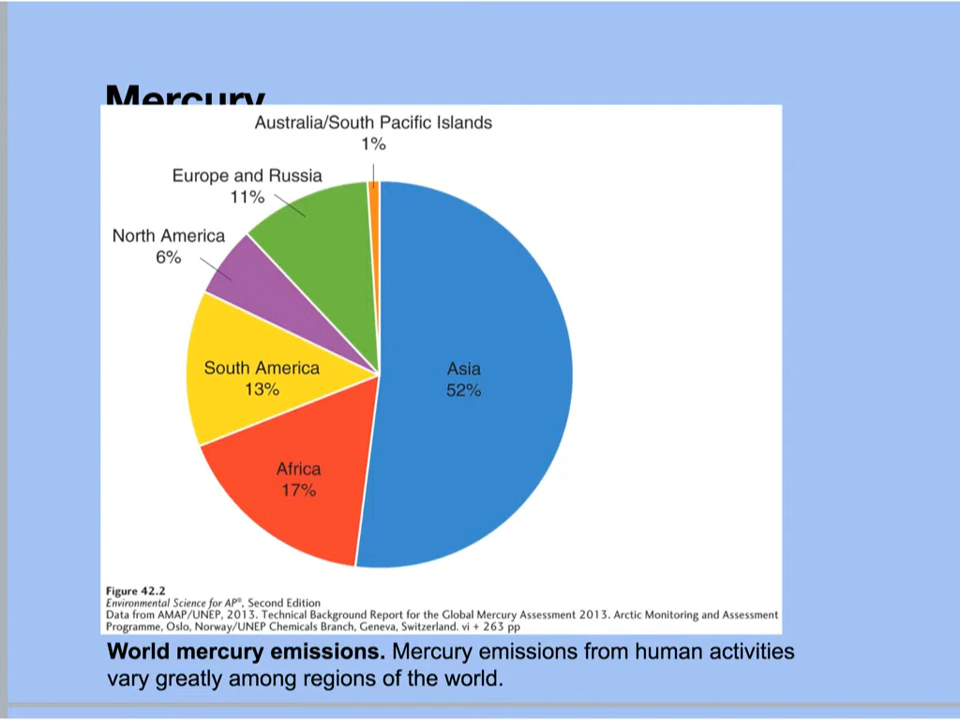 Mercury
Australia/South Pacific Islands
1%
Europe and Russia
11%
North America
6%
South America
13%
Asia
52%
Africa
17%
Figure 42.2
Environmental Science for AP®, Second Edition
Data from AMAP/UNEP, 2013. Technical Background Report for the Global Mercury Assessment 2013. Arctic Monitoring and Assessment
Programme, Oslo, Norway/UNEP Chemicals Branch, Geneva, Switzerland. vi + 263 pp
World mercury emissions. Mercury emissions from human activities
vary greatly among regions of the world.